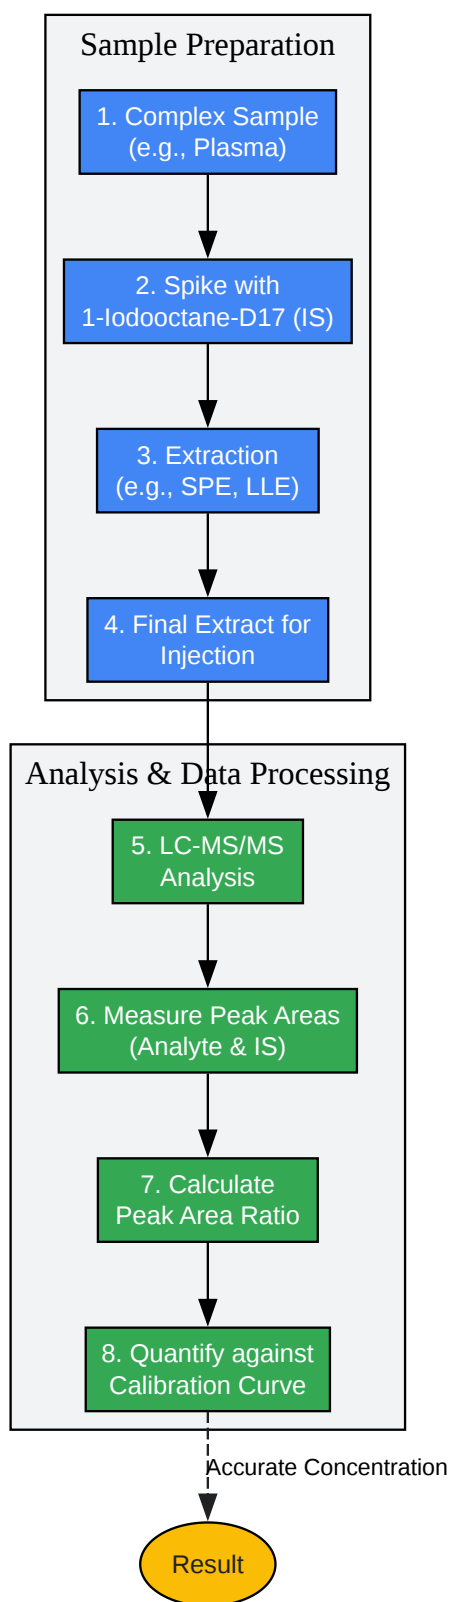 Sample Preparation
1. Complex Sample
(e.g., Plasma)
2. Spike with
1-Iodooctane-D17 (IS)
3. Extraction
(e.g., SPE, LLE)
4. Final Extract for
Injection
Analysis & Data Processing
5. LC-MS/MS
Analysis
6. Measure Peak Areas
(Analyte & IS)
7. Calculate
Peak Area Ratio
8. Quantify against
Calibration Curve
Accurate Concentration
Result